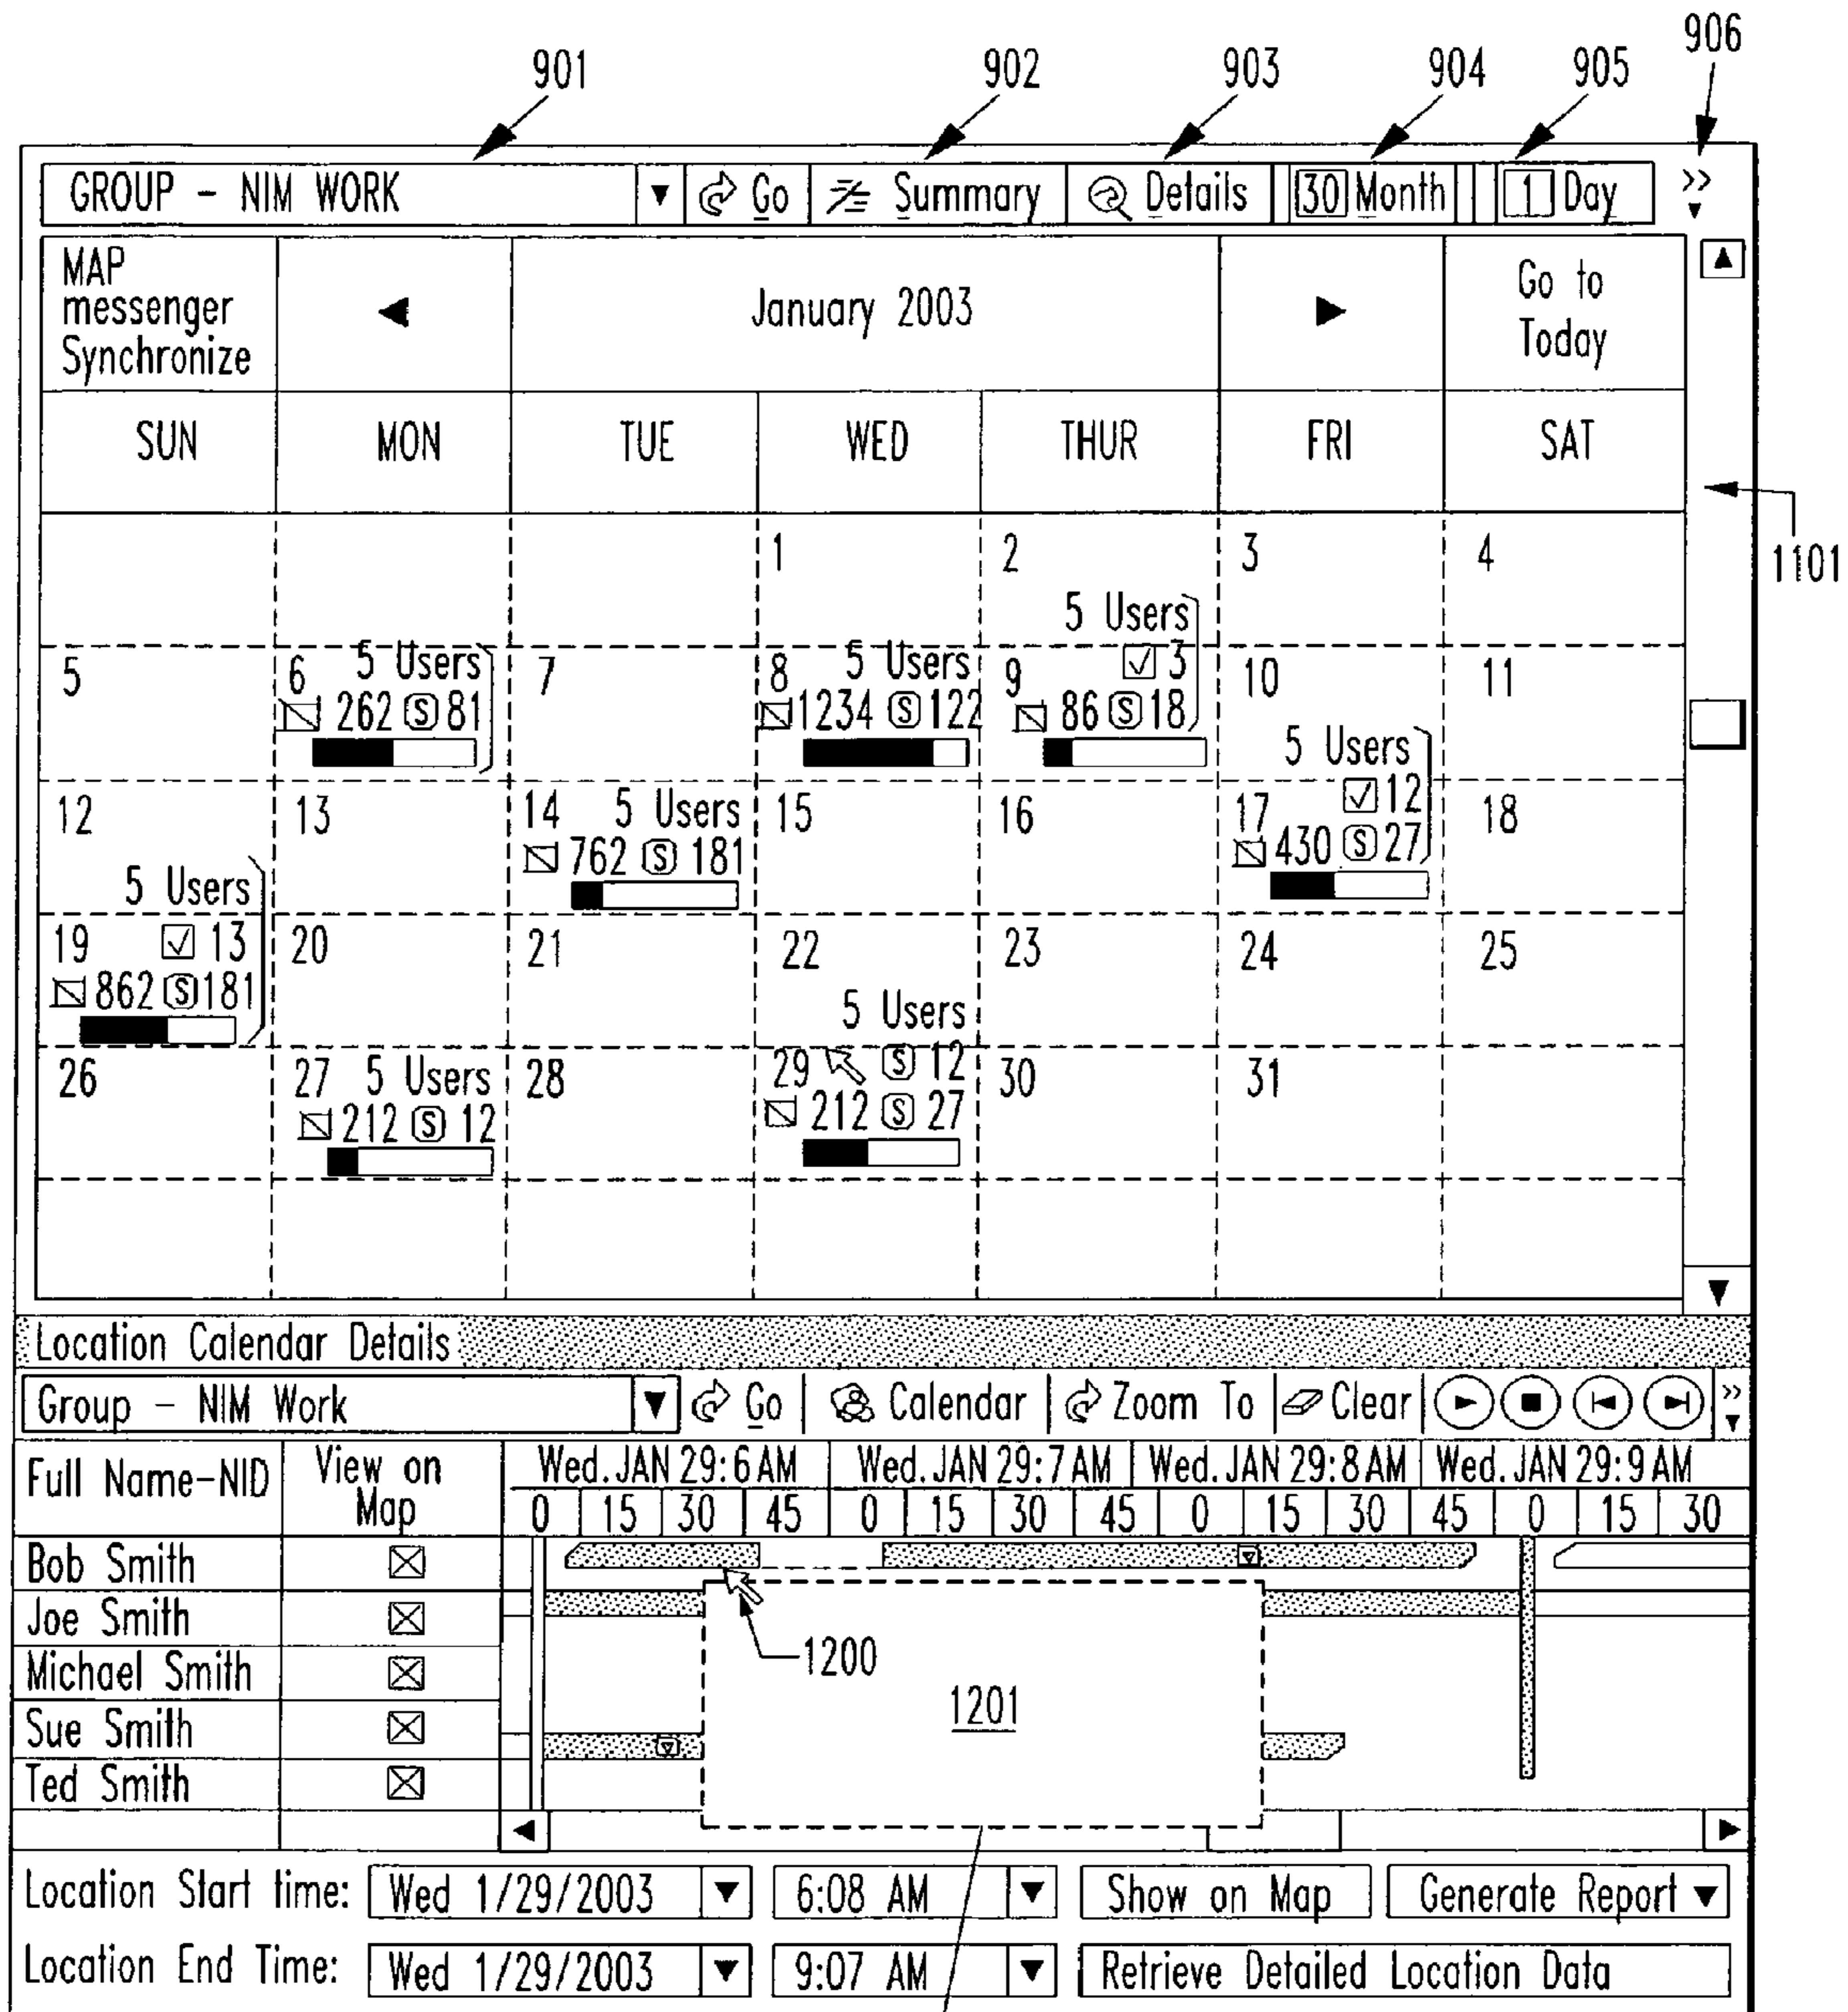 906
901 902 903 904 905
GROUP - NIM WORK Go Summary Details 30 Month 1 Day >>
MAP messenger Synchronize January 2003 Go to Today
SUN MON TUE WED THUR FRI SAT
1101
1 2 3 4
5 Users
5 6 5 Users 7 8 5 Users 9 3 10 11
262 S 81 1234 S 122 86 S 18
5 Users
12 13 14 5 Users 15 16 17 12 18
762 S 181 430 S 27
5 Users
19 13 20 21 22 23 24 25
862 S 181
5 Users
26 27 5 Users 28 29 S 12 30 31
212 S 12 212 S 27
Location Calendar Details
Group - NIM Work Go Calendar Zoom To Clear >>
Full Name-NID View on Map Wed. JAN 29: 6 AM Wed. JAN 29: 7 AM Wed. JAN 29: 8 AM Wed. JAN 29: 9 AM
0 15 30 45 0 15 30 45 0 15 30 45 0 15 30
Bob Smith
Joe Smith
1200
Michael Smith
1201
Sue Smith
Ted Smith
Location Start time: Wed 1/29/2003 6:08 AM Show on Map Generate Report
Location End Time: Wed 1/29/2003 9:07 AM Retrieve Detailed Location Data